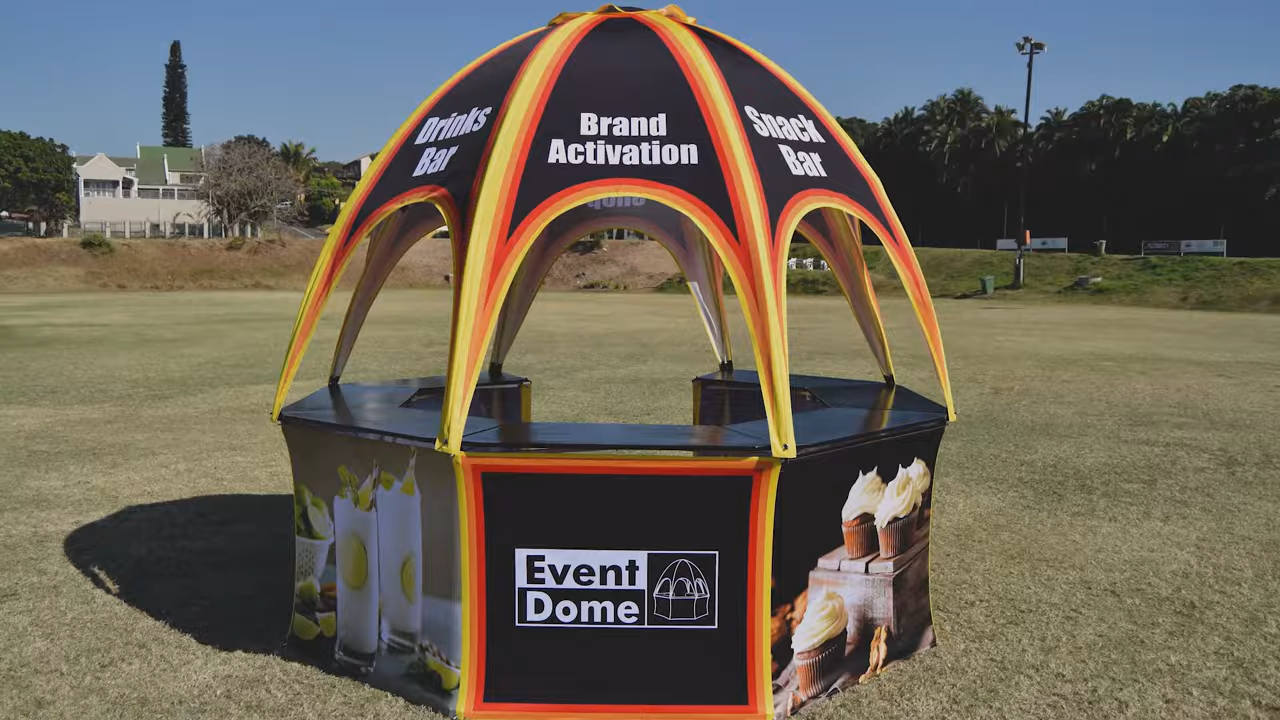 Drinks
Bar
Brand
Activation
Snack
Bar
Event
Dome